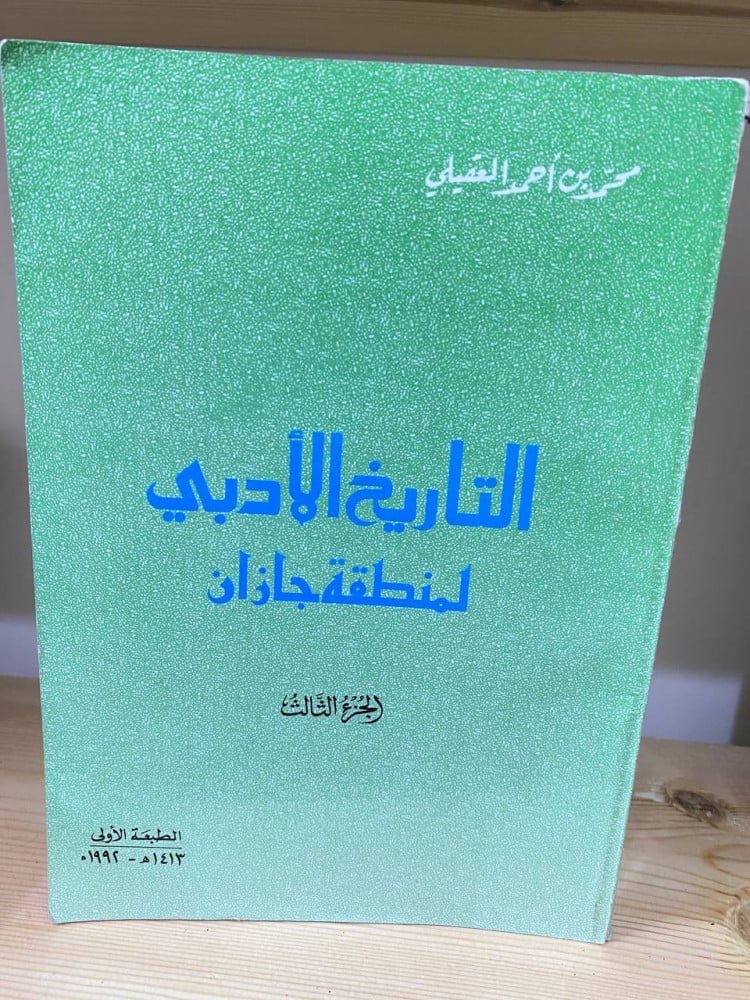 محمد بن أحمد العقيلي
التاريخ الأدبي
لمنطقة جازان
الجزء الثالث
الطبعة الأولى
١٤١٣هـ - ١٩٩٢م